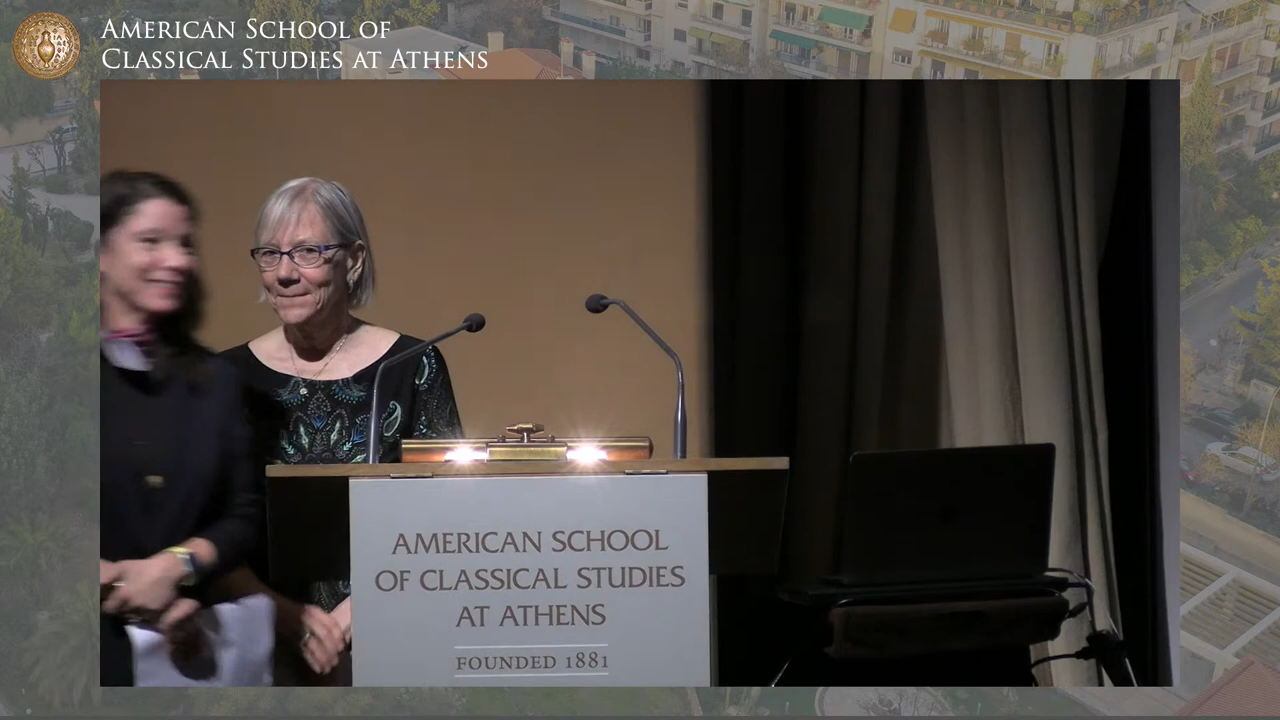 AMERICAN SCHOOL OF
CLASSICAL STUDIES AT ATHENS
AMERICAN SCHOOL
OF CLASSICAL STUDIES
AT ATHENS
FOUNDED 1881